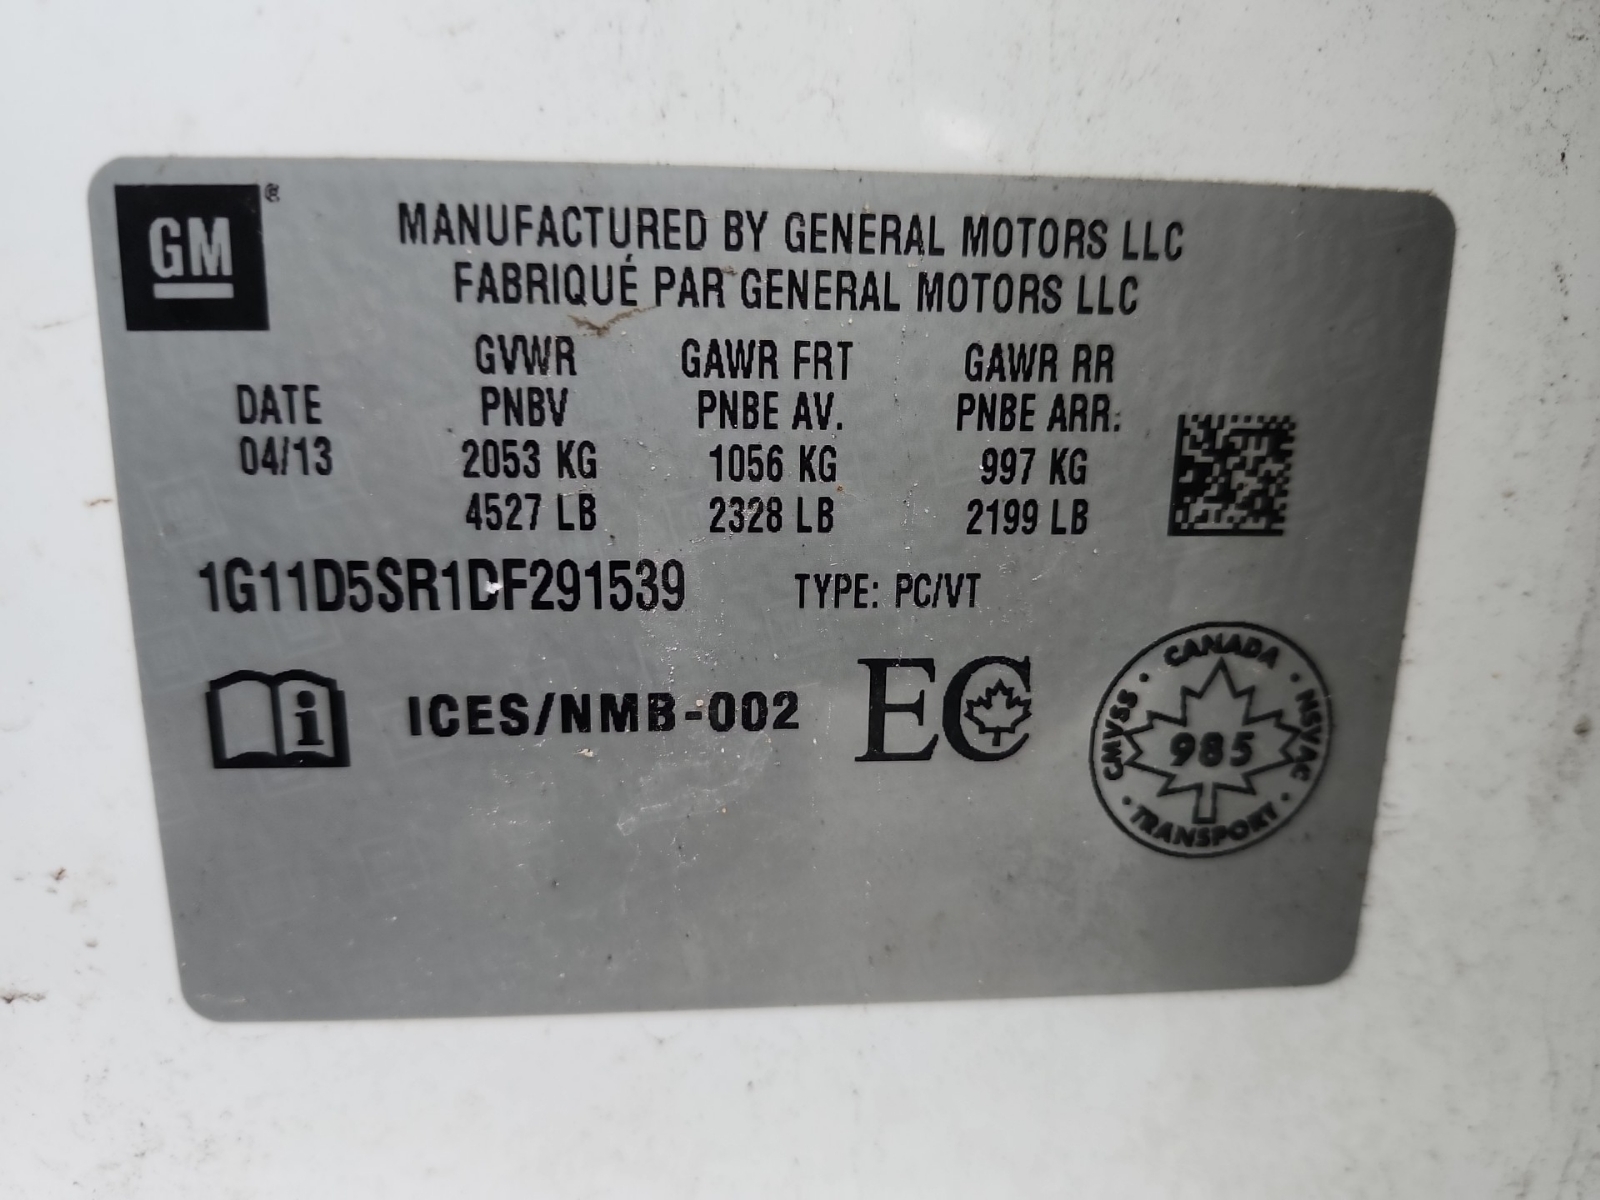 GM ®
MANUFACTURED BY GENERAL MOTORS LLC
FABRIQUÉ PAR GENERAL MOTORS LLC
GVWR GAWR FRT GAWR RR
DATE PNBV PNBE AV. PNBE ARR:
04/13 2053 KG 1056 KG 997 KG
4527 LB 2328 LB 2199 LB
1G11D5SR1DF291539 TYPE: PC/VT
i ICES/NMB-002 EC
CANADA
CMVSS 985 NSVAC
TRANSPORT